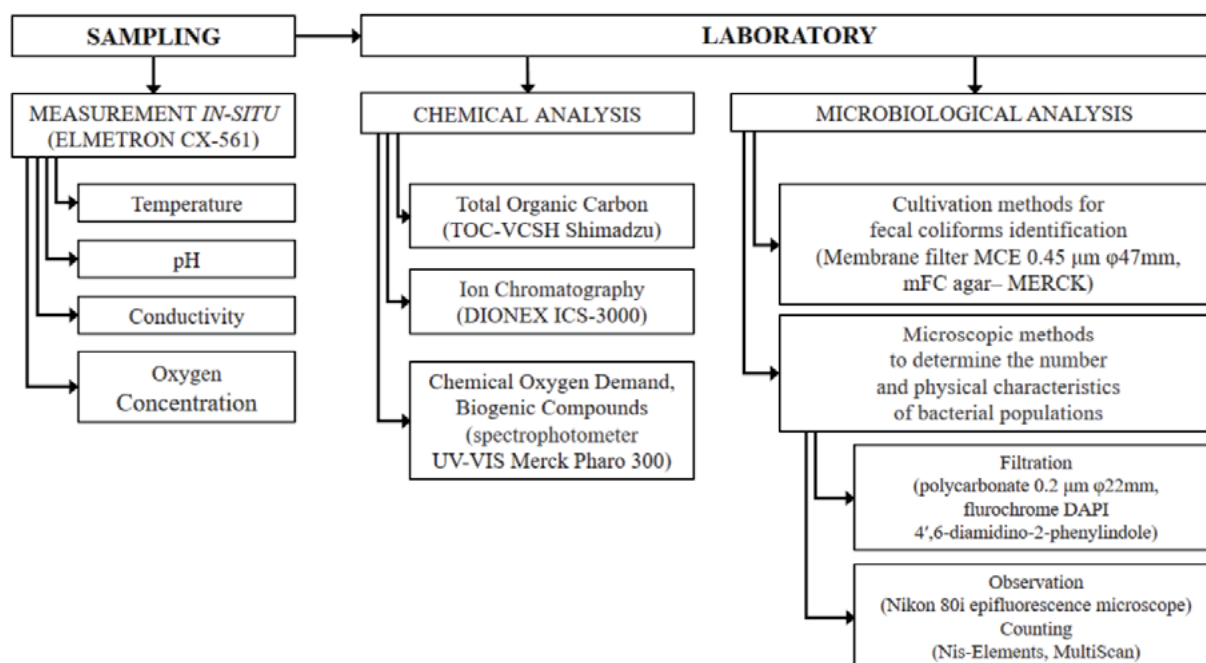 SAMPLING
LABORATORY
MEASUREMENT IN-SITU
(ELMETRON CX-561)
Temperature
pH
Conductivity
Oxygen
Concentration
CHEMICAL ANALYSIS
Total Organic Carbon
(TOC-VCSH Shimadzu)
Ion Chromatography
(DIONEX ICS-3000)
Chemical Oxygen Demand,
Biogenic Compounds
(spectrophotometer
UV-VIS Merck Pharo 300)
MICROBIOLOGICAL ANALYSIS
Cultivation methods for
fecal coliforms identification
(Membrane filter MCE 0.45 μm φ47mm,
mFC agar– MERCK)
Microscopic methods
to determine the number
and physical characteristics
of bacterial populations
Filtration
(polycarbonate 0.2 μm φ22mm,
flurochrome DAPI
4′,6-diamidino-2-phenylindole)
Observation
(Nikon 80i epifluorescence microscope)
Counting
(Nis-Elements, MultiScan)